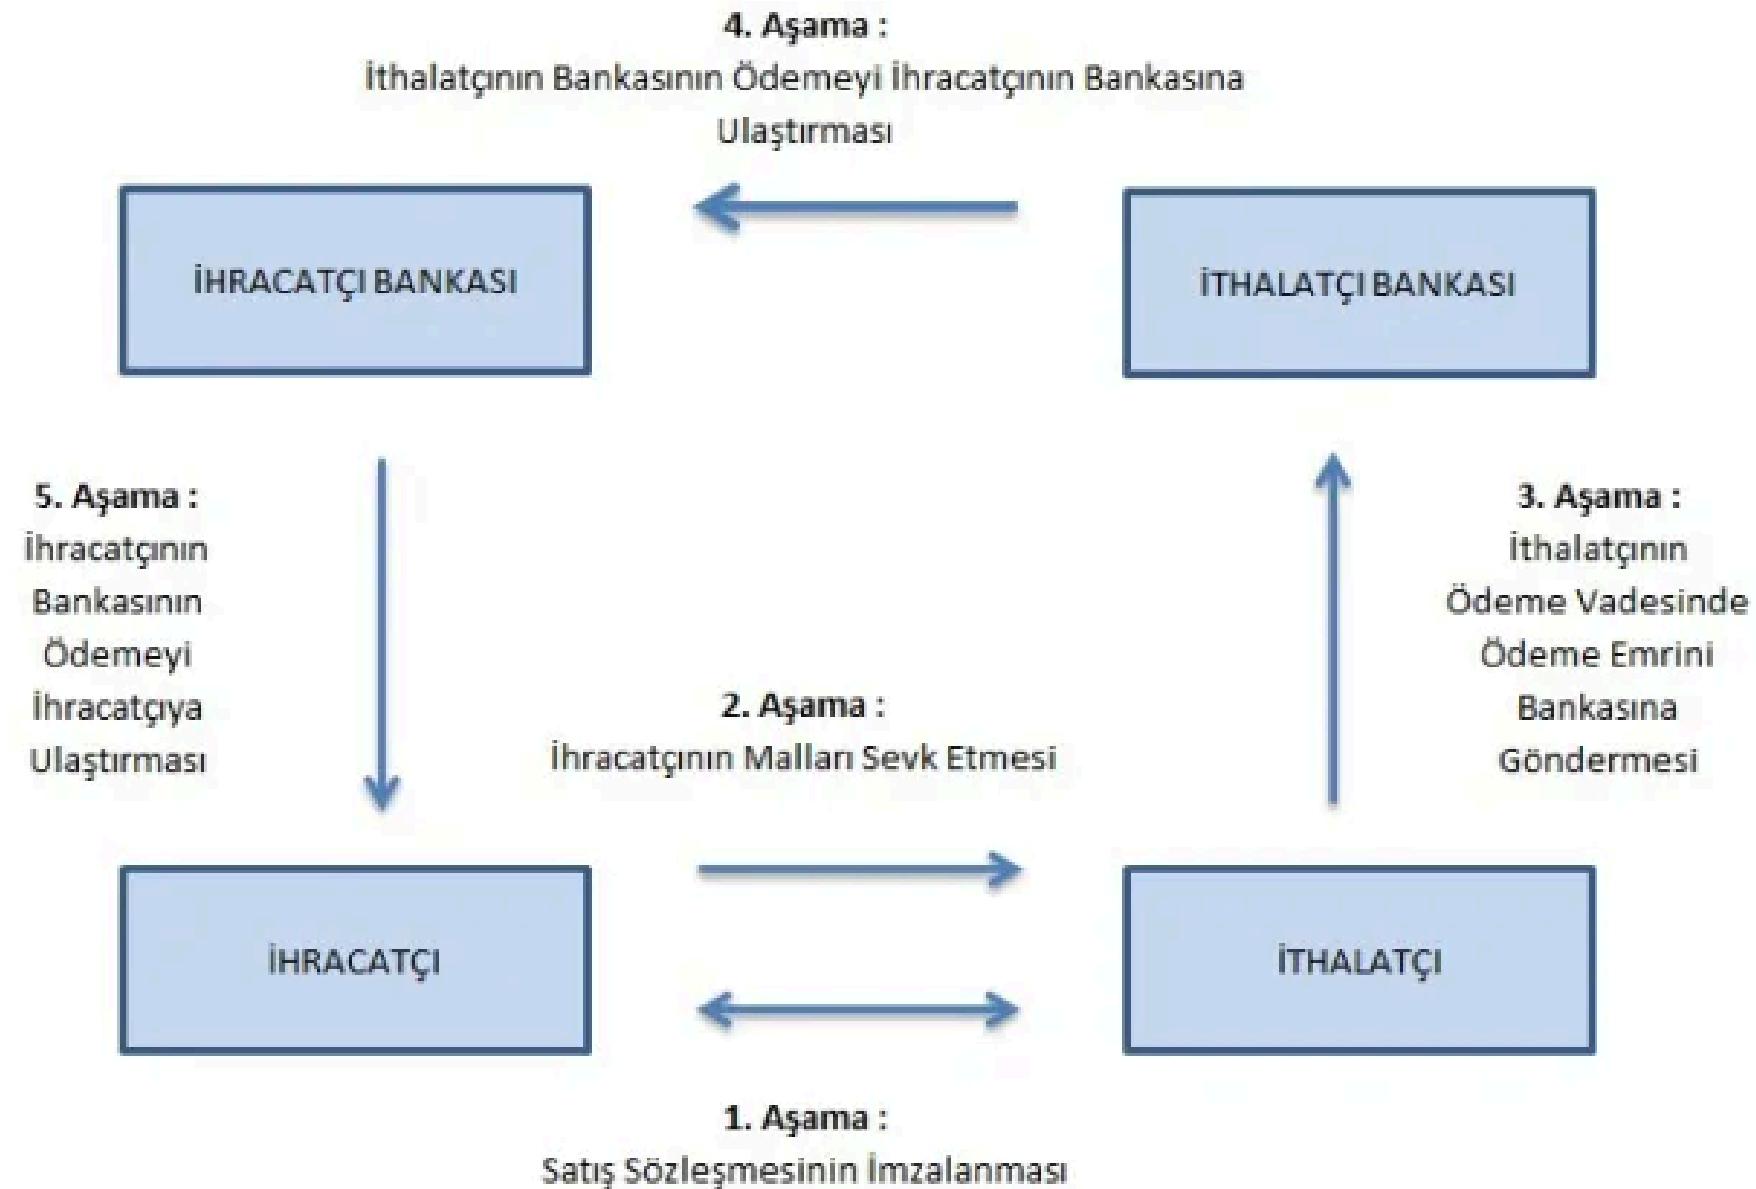 4. Aşama :
İthalatçının Bankasının Ödemeyi İhracatçının Bankasına
Ulaştırması
İHRACATÇI BANKASI
İTHALATÇI BANKASI
5. Aşama :
İhracatçının
Bankasının
Ödemeyi
İhracatçıya
Ulaştırması
2. Aşama :
İhracatçının Malları Sevk Etmesi
3. Aşama :
İthalatçının
Ödeme Vadesinde
Ödeme Emrini
Bankasına
Göndermesi
İHRACATÇI
İTHALATÇI
1. Aşama :
Satış Sözleşmesinin İmzalanması